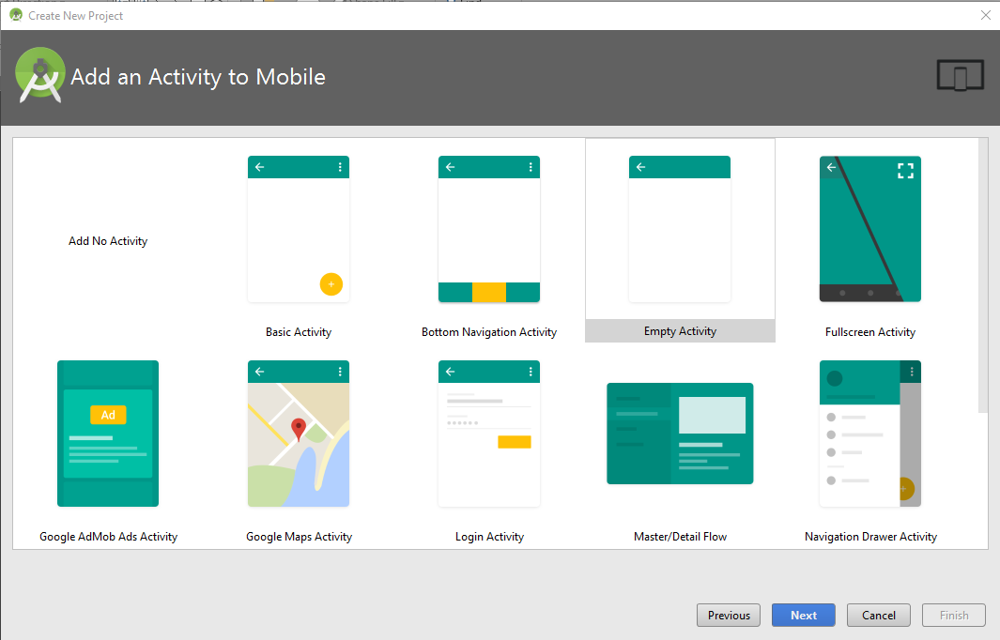 Create New Project
Add an Activity to Mobile
Add No Activity
Basic Activity
Bottom Navigation Activity
Empty Activity
Fullscreen Activity
Ad
Google AdMob Ads Activity
Google Maps Activity
Login Activity
Master/Detail Flow
Navigation Drawer Activity
Previous
Next
Cancel
Finish